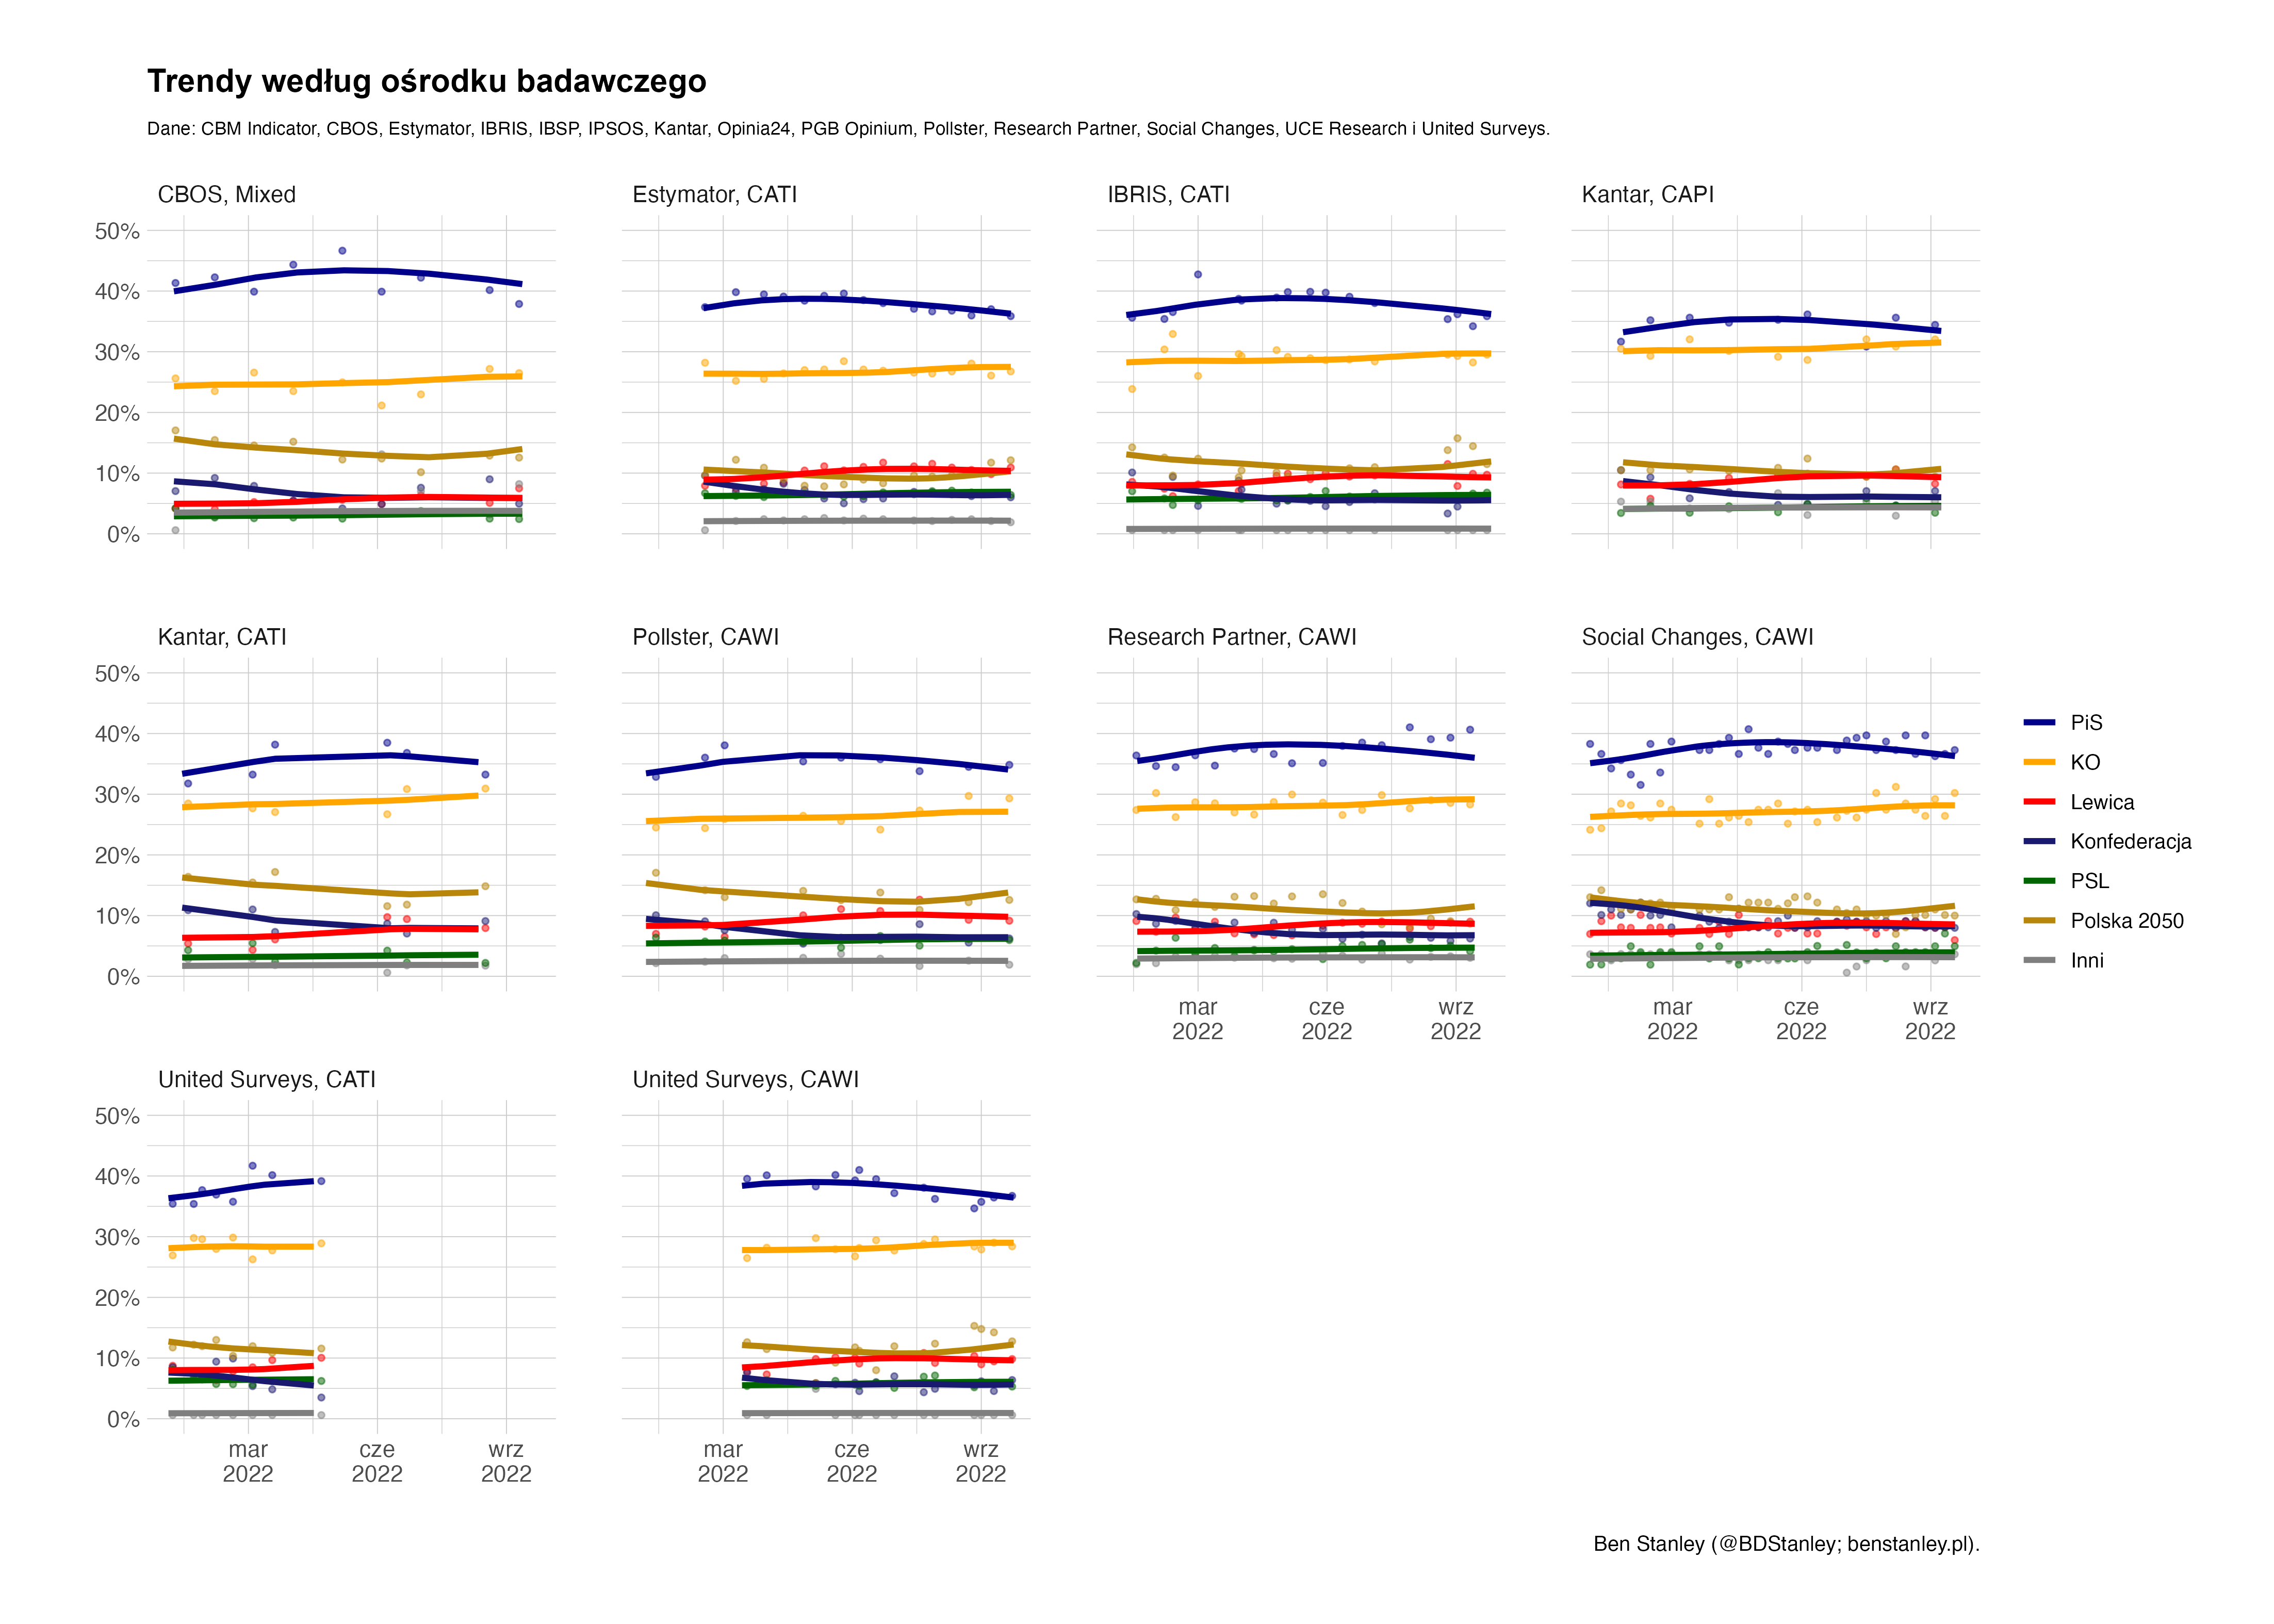 Trendy według ośrodku badawczego
Dane: CBM Indicator, CBOS, Estymator, IBRIS, IBSP, IPSOS, Kantar, Opinia24, PGB Opinium, Pollster, Research Partner, Social Changes, UCE Research i United Surveys.
CBOS, Mixed
Estymator, CATI
IBRIS, CATI
Kantar, CAPI
50%
40%
30%
20%
10%
0%
Kantar, CATI
Pollster, CAWI
Research Partner, CAWI
Social Changes, CAWI
50%
40%
30%
20%
10%
0%
mar
2022
cze
2022
wrz
2022
mar
2022
cze
2022
wrz
2022
PiS
KO
Lewica
Konfederacja
PSL
Polska 2050
Inni
United Surveys, CATI
United Surveys, CAWI
50%
40%
30%
20%
10%
0%
mar
2022
cze
2022
wrz
2022
mar
2022
cze
2022
wrz
2022
Ben Stanley (@BDStanley; benstanley.pl).